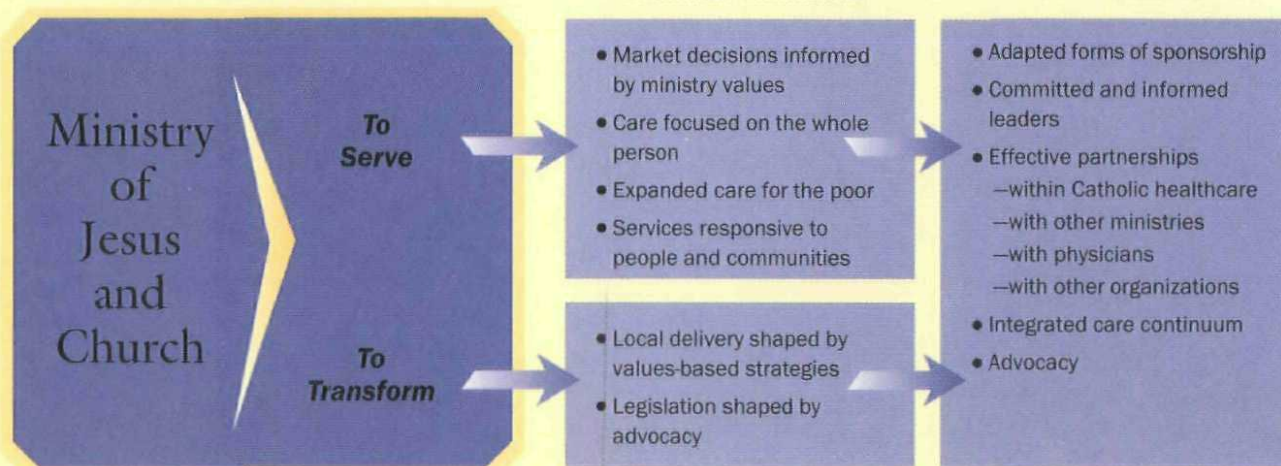 Ministry
of
Jesus
and
Church
To
Serve
To
Transform
• Market decisions informed
by ministry values
• Care focused on the whole
person
• Expanded care for the poor
• Services responsive to
people and communities
• Local delivery shaped by
values-based strategies
• Legislation shaped by
advocacy
• Adapted forms of sponsorship
• Committed and informed
leaders
• Effective partnerships
—within Catholic healthcare
—with other ministries
—with physicians
—with other organizations
• Integrated care continuum
• Advocacy